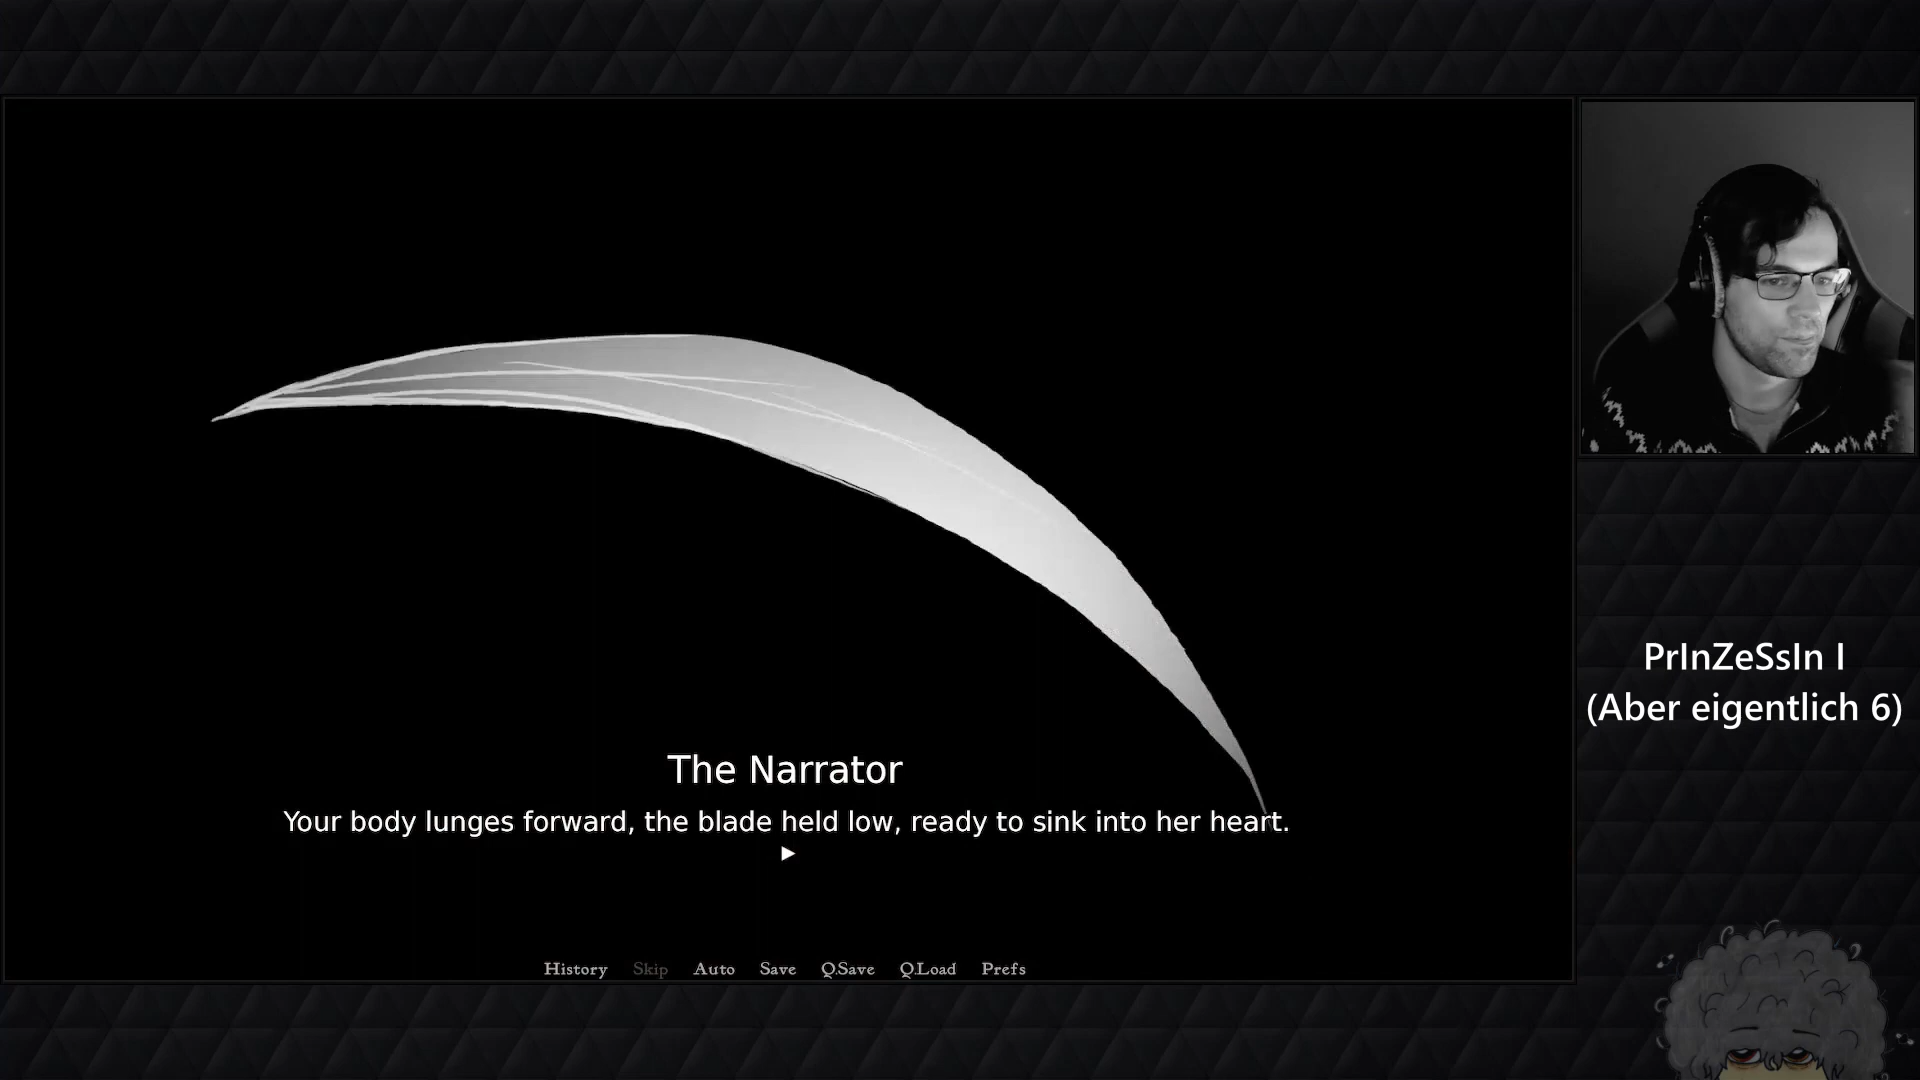 The Narrator
Your body lunges forward, the blade held low, ready to sink into her heart.
History Skip Auto Save Q.Save Q.Load Prefs
PrInZeSsIn I
(Aber eigentlich 6)